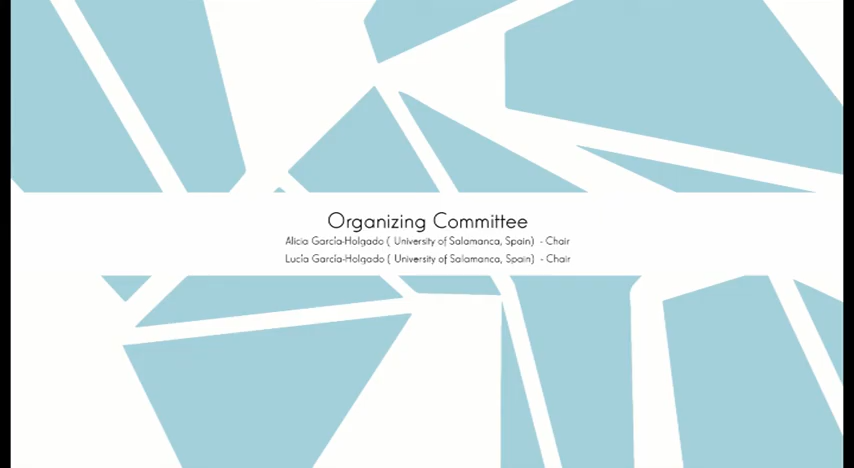 Organizing Committee
Alicia García-Holgado ( University of Salamanca, Spain) - Chair
Lucía García-Holgado ( University of Salamanca, Spain) - Chair